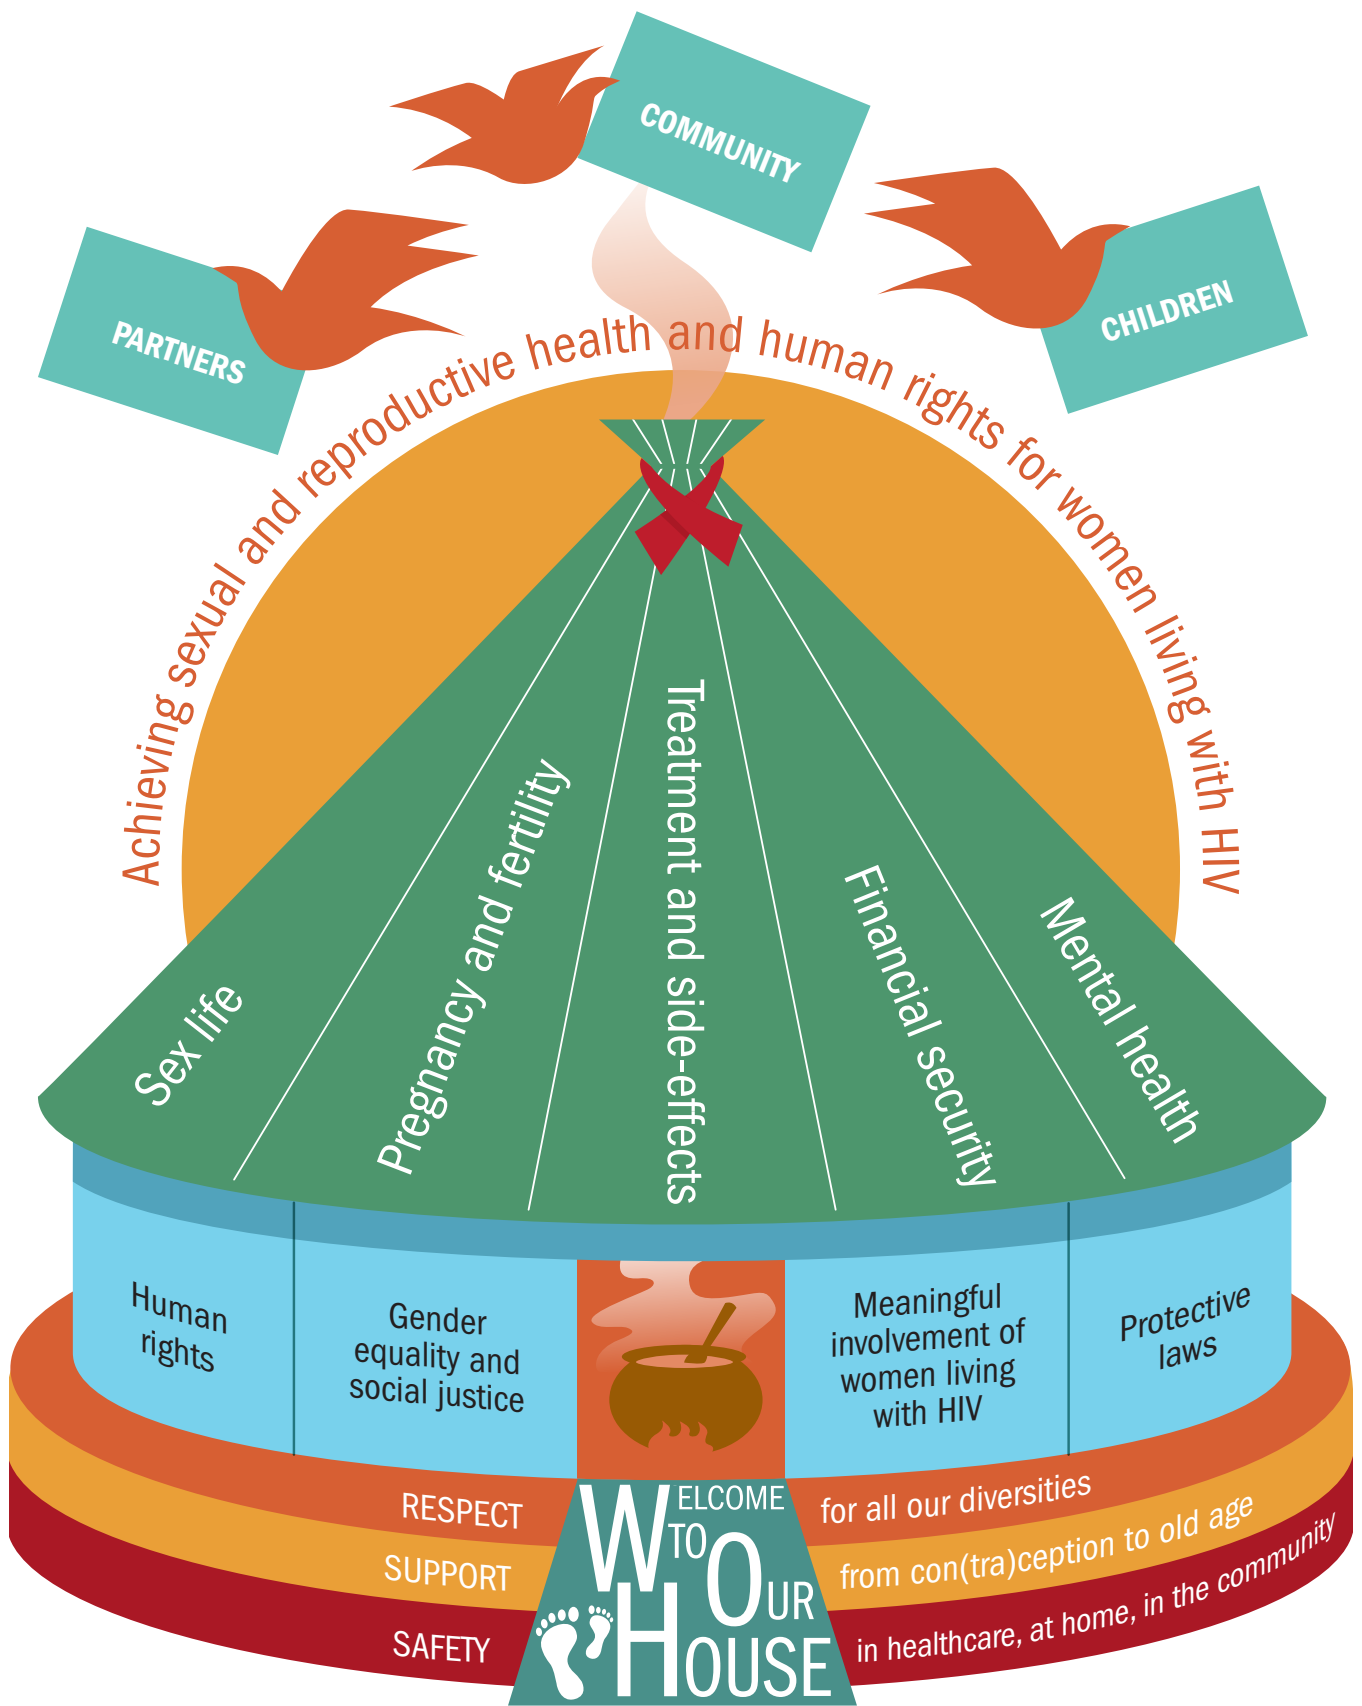 COMMUNITY
PARTNERS
CHILDREN
Achieving sexual and reproductive health and human rights for women living with HIV
Sex life
Pregnancy and fertility
Treatment and side-effects
Financial security
Mental health
Human
rights
Gender
equality and
social justice
Meaningful
involvement of
women living
with HIV
Protective
laws
RESPECT
for all our diversities
SUPPORT
from con(tra)ception to old age
SAFETY
in healthcare, at home, in the community
WELCOME
TO OUR
HOUSE